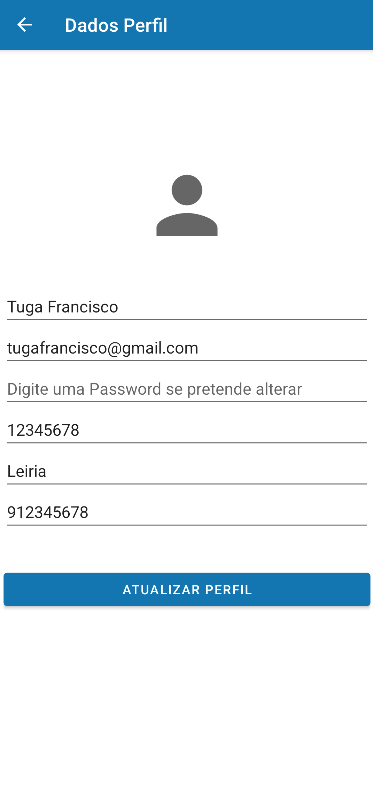 Dados Perfil
Tuga Francisco
tugafrancisco@gmail.com
Digite uma Password se pretende alterar
12345678
Leiria
912345678
ATUALIZAR PERFIL